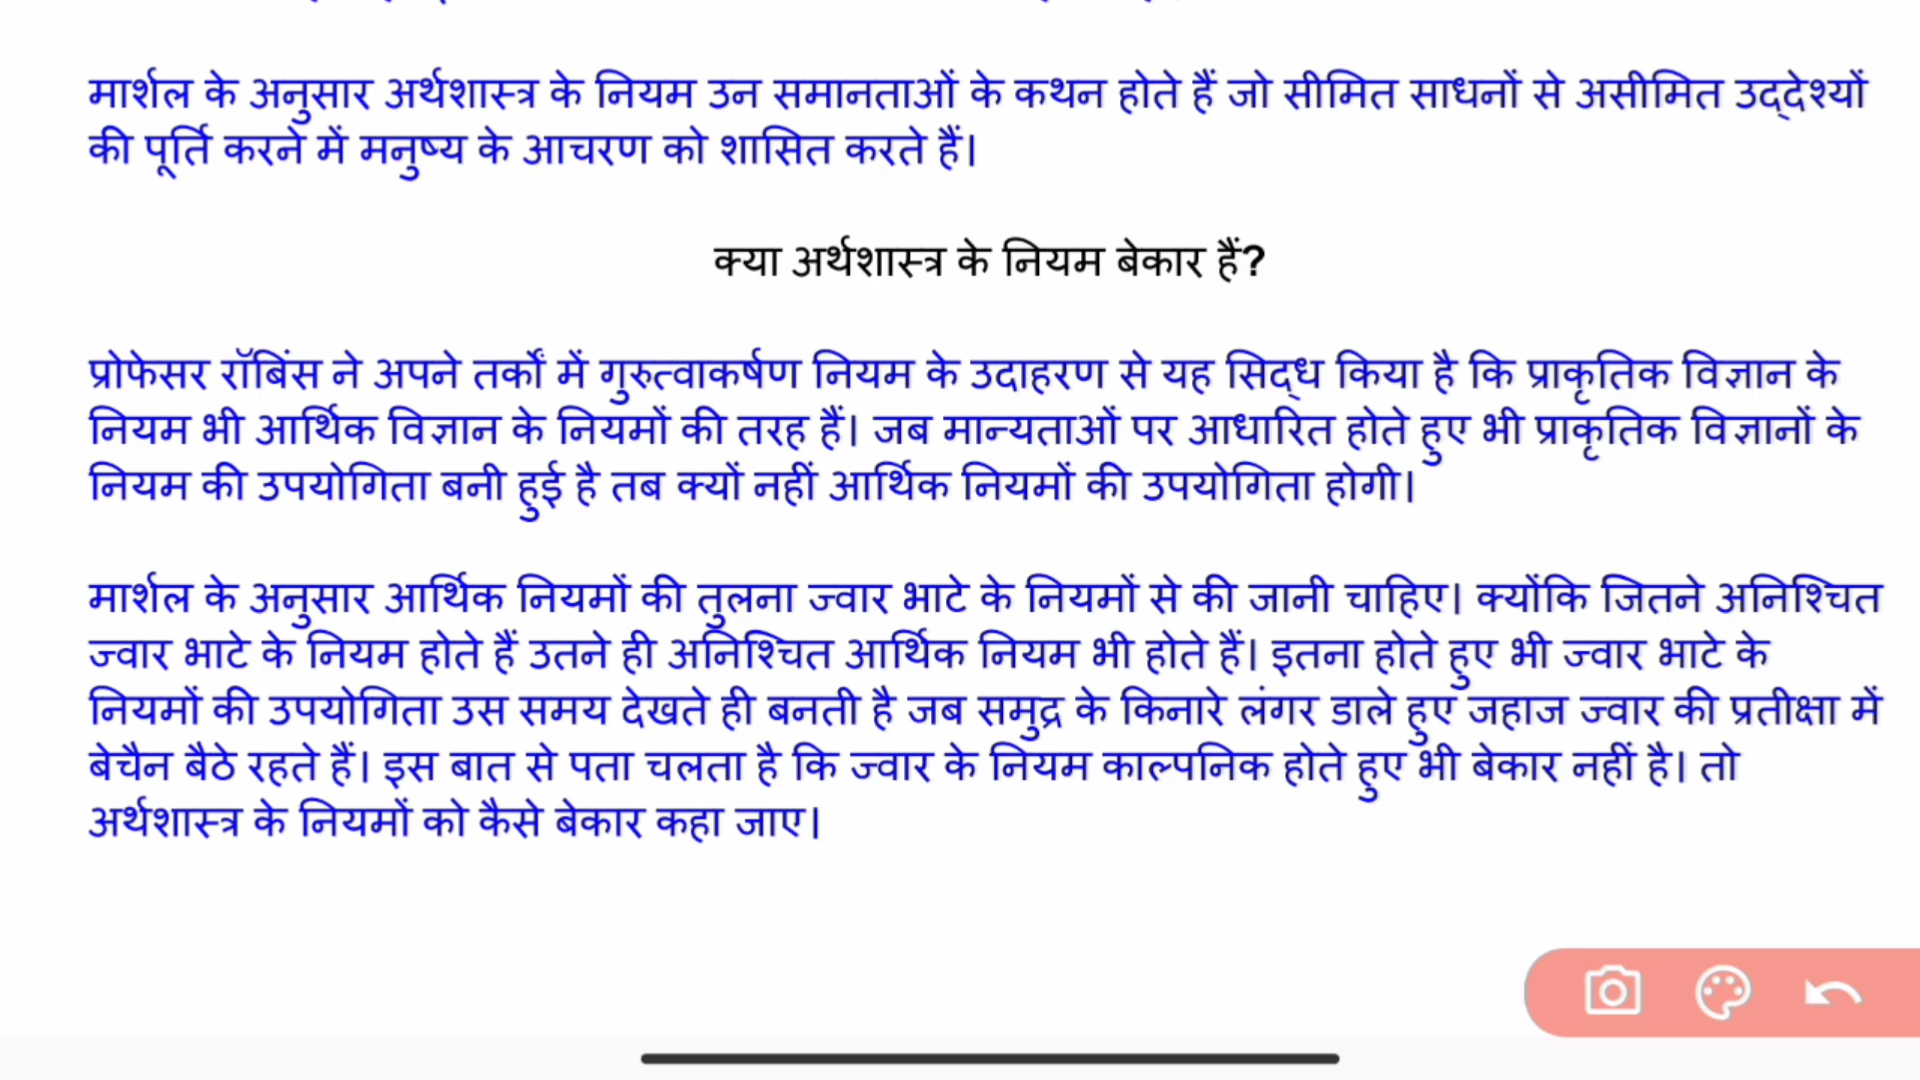 मार्शल के अनुसार अर्थशास्त्र के नियम उन समानताओं के कथन होते हैं जो सीमित साधनों से असीमित उद्देश्यों
की पूर्ति करने में मनुष्य के आचरण को शासित करते हैं।
क्या अर्थशास्त्र के नियम बेकार हैं?
प्रोफेसर रॉबिंस ने अपने तर्कों में गुरुत्वाकर्षण नियम के उदाहरण से यह सिद्ध किया है कि प्राकृतिक विज्ञान के
नियम भी आर्थिक विज्ञान के नियमों की तरह हैं। जब मान्यताओं पर आधारित होते हुए भी प्राकृतिक विज्ञानों के
नियम की उपयोगिता बनी हुई है तब क्यों नहीं आर्थिक नियमों की उपयोगिता होगी।
मार्शल के अनुसार आर्थिक नियमों की तुलना ज्वार भाटे के नियमों से की जानी चाहिए। क्योंकि जितने अनिश्चित
ज्वार भाटे के नियम होते हैं उतने ही अनिश्चित आर्थिक नियम भी होते हैं। इतना होते हुए भी ज्वार भाटे के
नियमों की उपयोगिता उस समय देखते ही बनती है जब समुद्र के किनारे लंगर डाले हुए जहाज ज्वार की प्रतीक्षा में
बेचैन बैठे रहते हैं। इस बात से पता चलता है कि ज्वार के नियम काल्पनिक होते हुए भी बेकार नहीं है। तो
अर्थशास्त्र के नियमों को कैसे बेकार कहा जाए।